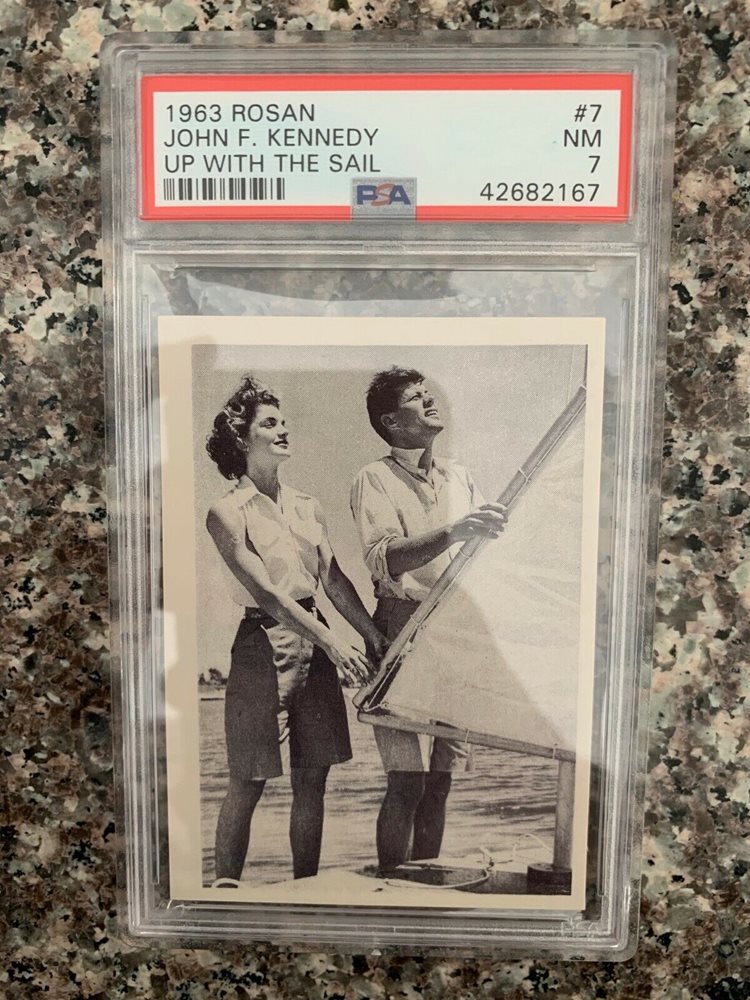 1963 ROSAN #7
JOHN F. KENNEDY NM
UP WITH THE SAIL 7
PSA 42682167